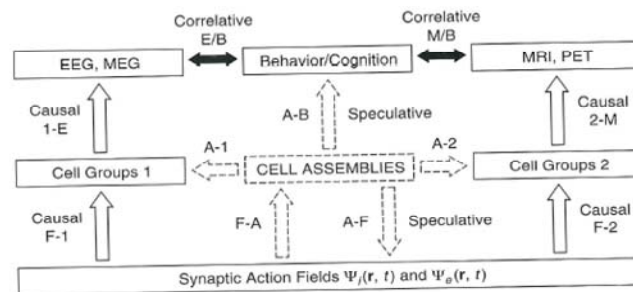 Correlative
E/B
Correlative
M/B
EEG, MEG
Behavior/Cognition
MRI, PET
Causal
1-E
A-B
Speculative
Causal
2-M
A-1
A-2
Cell Groups 1
CELL ASSEMBLIES
Cell Groups 2
Causal
F-1
F-A
A-F
Speculative
Causal
F-2
Synaptic Action Fields Ψi(r, t) and Ψe(r, t)